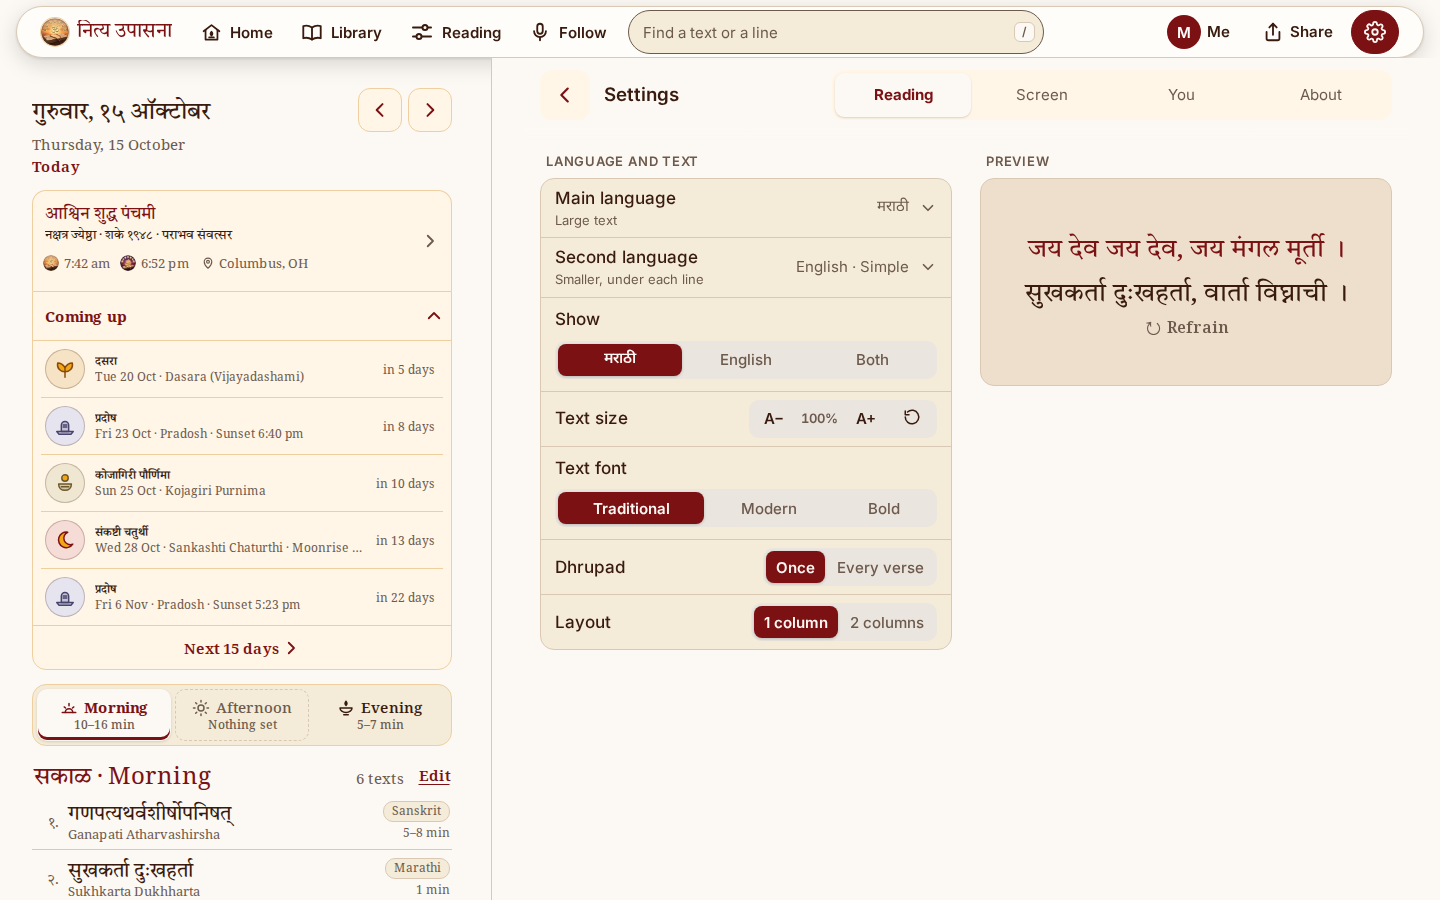 नित्य उपासना
Home
Library
Reading
Follow
Find a text or a line
/
M
Me
Share
गुरुवार, १५ ऑक्टोबर
Thursday, 15 October
Today
आश्विन शुद्ध पंचमी
नक्षत्र ज्येष्ठा · शके १९४८ · पराभव संवत्सर
7:42 am
6:52 pm
Columbus, OH
Coming up
दसरा
Tue 20 Oct · Dasara (Vijayadashami)
in 5 days
प्रदोष
Fri 23 Oct · Pradosh · Sunset 6:40 pm
in 8 days
कोजागिरी पौर्णिमा
Sun 25 Oct · Kojagiri Purnima
in 10 days
संकष्टी चतुर्थी
Wed 28 Oct · Sankashti Chaturthi · Moonrise ...
in 13 days
प्रदोष
Fri 6 Nov · Pradosh · Sunset 5:23 pm
in 22 days
Next 15 days
Morning
10–16 min
Afternoon
Nothing set
Evening
5–7 min
सकाळ · Morning
6 texts
Edit
१.
गणपत्यथर्वशीर्षोपनिषत्
Ganapati Atharvashirsha
Sanskrit
5–8 min
२.
सुखकर्ता दुःखहर्ता
Sukhkarta Dukhharta
Marathi
1 min
Settings
Reading
Screen
You
About
LANGUAGE AND TEXT
Main language
Large text
मराठी
Second language
Smaller, under each line
English · Simple
Show
मराठी
English
Both
Text size
A−
100%
A+
Text font
Traditional
Modern
Bold
Dhrupad
Once
Every verse
Layout
1 column
2 columns
PREVIEW
जय देव जय देव, जय मंगल मूर्ती ।
सुखकर्ता दुःखहर्ता, वार्ता विघ्नाची ।
Refrain